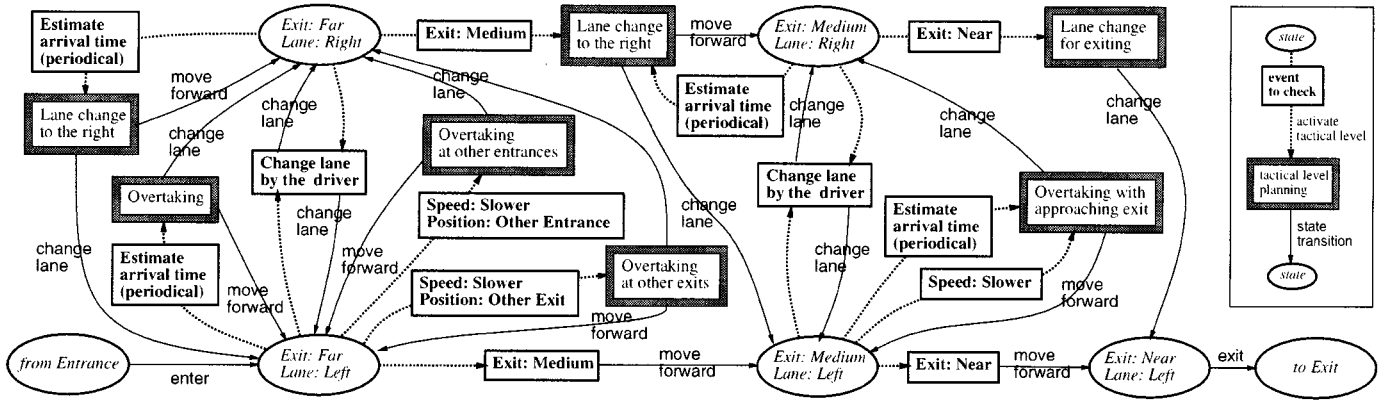 Estimate
arrival time
(periodical)
Exit: Far
Lane: Right
Exit: Medium
Lane change
to the right
move
forward
Exit: Medium
Lane: Right
Exit: Near
Lane change
for exiting
state
event
to check
activate
tactical level
tactical level
planning
state
transition
state
move
forward
Lane change
to the right
change
lane
change
lane
change
lane
Overtaking
at other entrances
Estimate
arrival time
(periodical)
change
lane
change
lane
change
lane
Overtaking
Change lane
by the driver
Speed: Slower
Position: Other Entrance
Change lane
by the driver
Estimate
arrival time
(periodical)
Overtaking with
approaching exit
change
lane
Estimate
arrival time
(periodical)
change
lane
move
forward
change
lane
change
lane
Speed: Slower
Position: Other Exit
Overtaking
at other exits
Speed: Slower
move
forward
move
forward
move
forward
from Entrance
enter
Exit: Far
Lane: Left
Exit: Medium
move
forward
Exit: Medium
Lane: Left
Exit: Near
move
forward
Exit: Near
Lane: Left
exit
to Exit